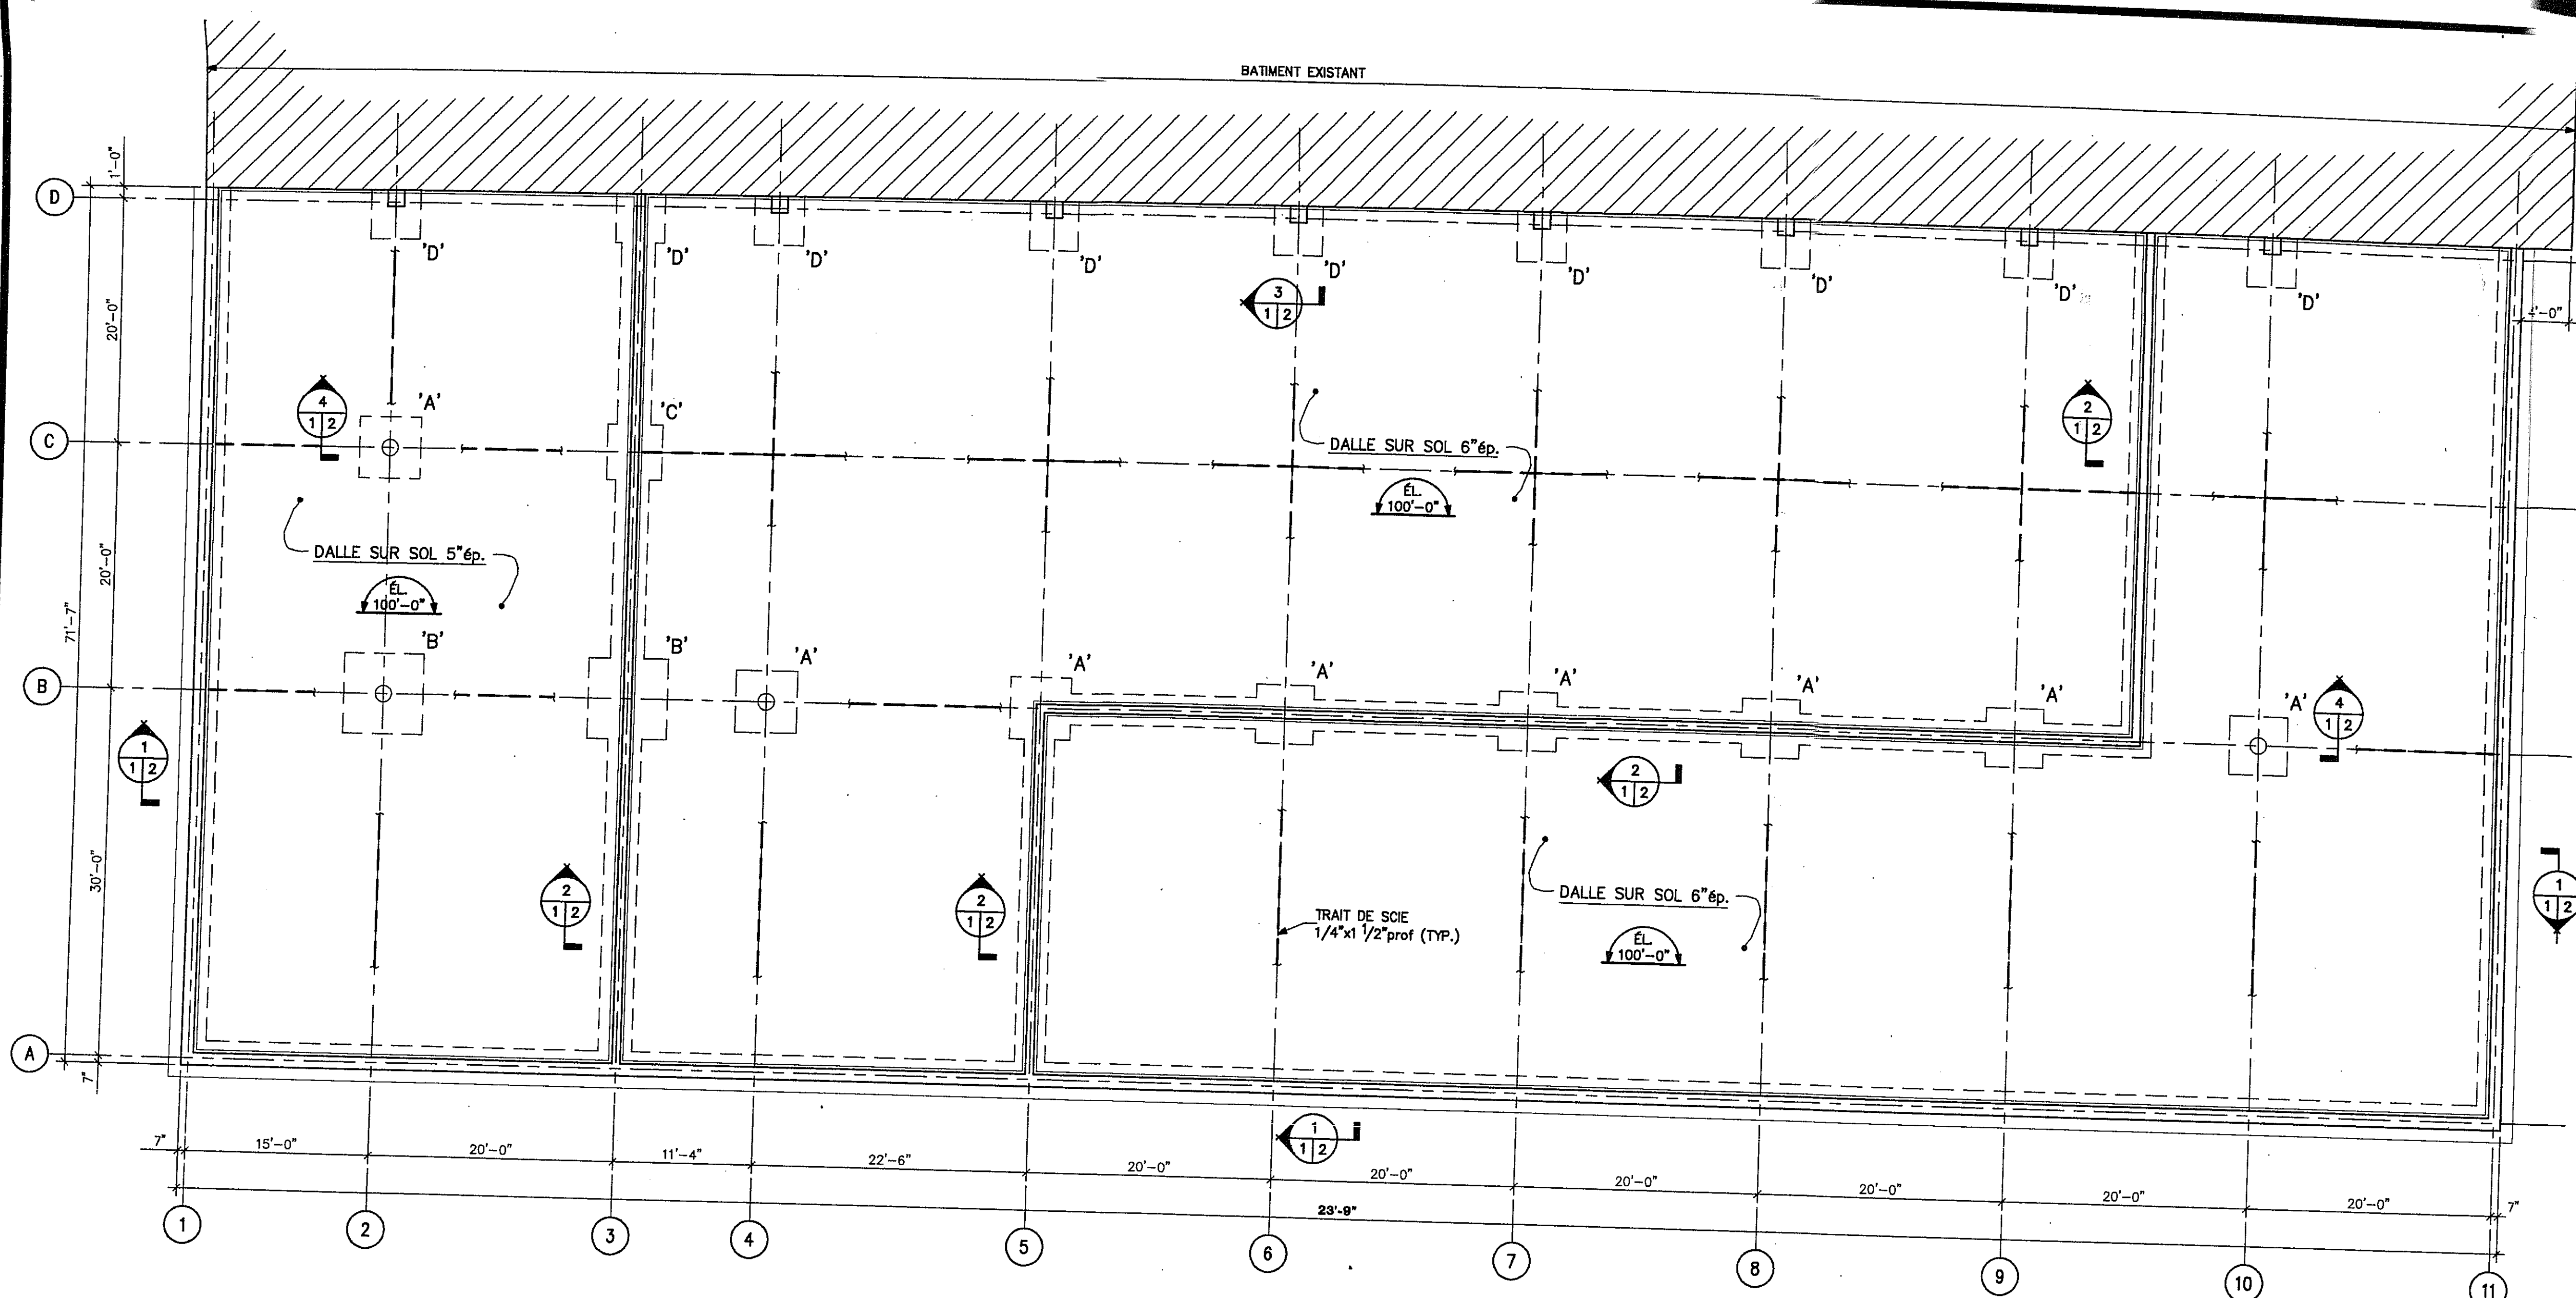 BATIMENT EXISTANT
1'-0"
D
'D'
'D'
'D'
'D'
'D'
'D'
'D'
'D'
'D'
3
1 2
4'-0"
20'-0"
4
1 2
'A'
'C'
2
1 2
C
DALLE SUR SOL 6"ép.
ÉL.
100'-0"
DALLE SUR SOL 5"ép.
ÉL.
100'-0"
20'-0"
71'-7"
'B'
'B'
'A'
'A'
'A'
'A'
'A'
'A'
'A'
B
4
1 2
1
1 2
2
1 2
30'-0"
2
1 2
2
1 2
DALLE SUR SOL 6"ép.
TRAIT DE SCIE
1/4"x1 1/2"prof (TYP.)
ÉL.
100'-0"
1
1 2
A
7"
1
1 2
7"
15'-0"
20'-0"
11'-4"
22'-6"
20'-0"
20'-0"
20'-0"
20'-0"
20'-0"
20'-0"
7"
23'-9"
1
2
3
4
5
6
7
8
9
10
11